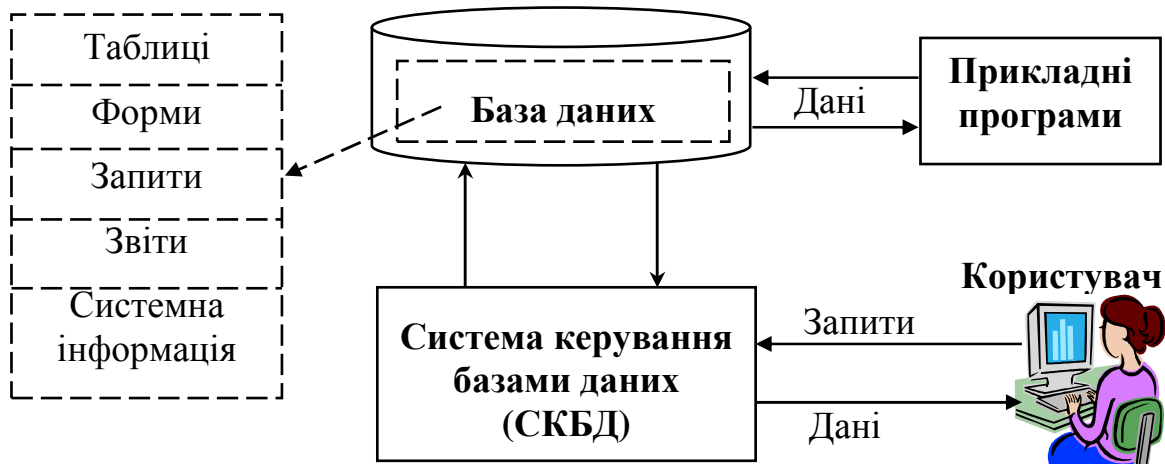 Таблиці
Форми
Запити
Звіти
Системна
інформація
База даних
Дані
Прикладні
програми
Система керування
базами даних
(СКБД)
Запити
Дані
Користувач